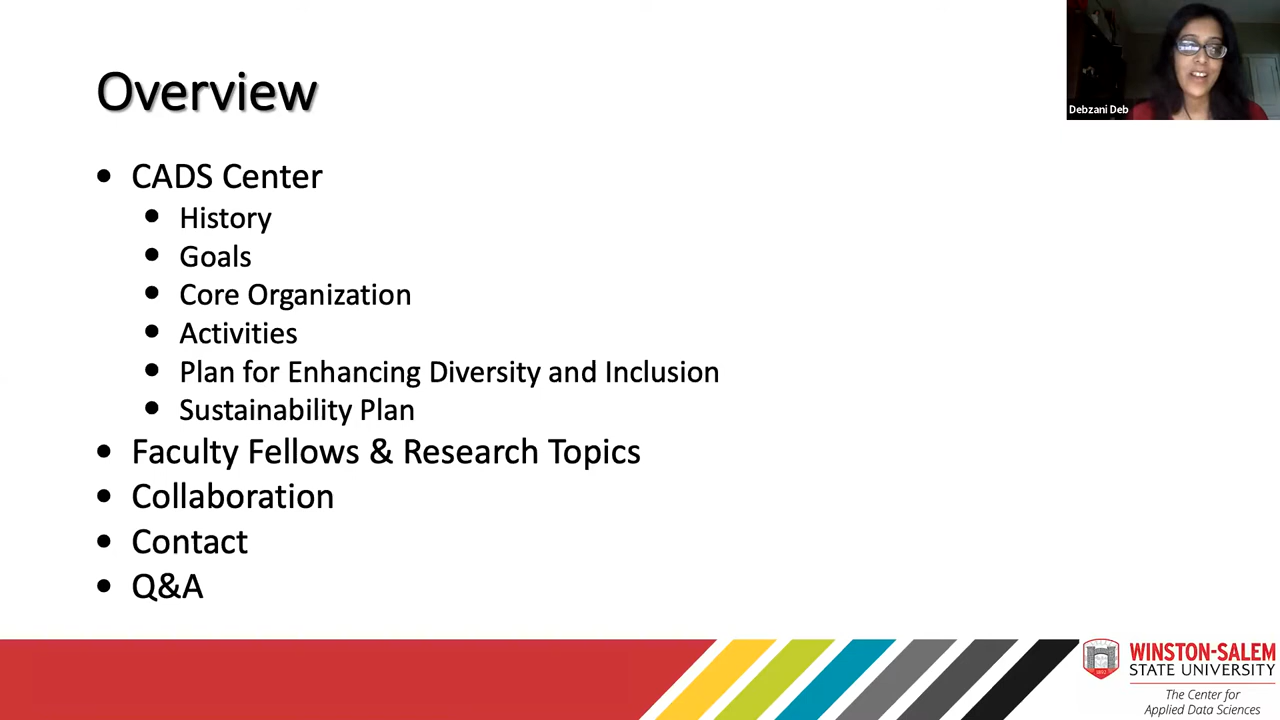 Overview
Debzani Deb
• CADS Center
• History
• Goals
• Core Organization
• Activities
• Plan for Enhancing Diversity and Inclusion
• Sustainability Plan
• Faculty Fellows & Research Topics
• Collaboration
• Contact
• Q&A
WINSTON-SALEM
STATE UNIVERSITY
1892
The Center for
Applied Data Sciences